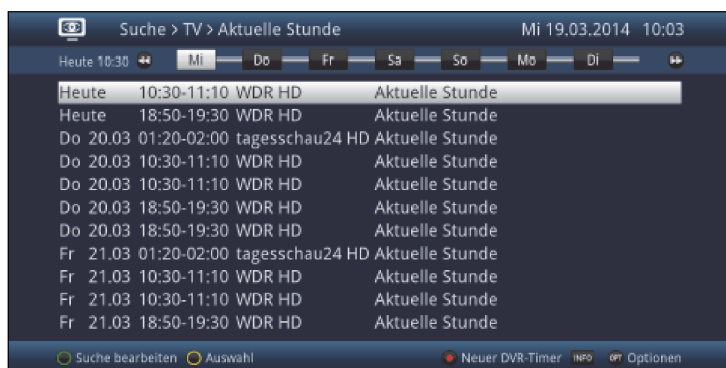 Suche > TV > Aktuelle Stunde Mi 19.03.2014 10:03
Heute 10:30 Mi Do Fr Sa So Mo Di
Heute 10:30-11:10 WDR HD Aktuelle Stunde
Heute 18:50-19:30 WDR HD Aktuelle Stunde
Do 20.03 01:20-02:00 tagesschau24 HD Aktuelle Stunde
Do 20.03 10:30-11:10 WDR HD Aktuelle Stunde
Do 20.03 10:30-11:10 WDR HD Aktuelle Stunde
Do 20.03 18:50-19:30 WDR HD Aktuelle Stunde
Do 20.03 18:50-19:30 WDR HD Aktuelle Stunde
Fr 21.03 01:20-02:00 tagesschau24 HD Aktuelle Stunde
Fr 21.03 10:30-11:10 WDR HD Aktuelle Stunde
Fr 21.03 10:30-11:10 WDR HD Aktuelle Stunde
Fr 21.03 18:50-19:30 WDR HD Aktuelle Stunde
Suche bearbeiten Auswahl Neuer DVR-Timer INFO OPT Optionen